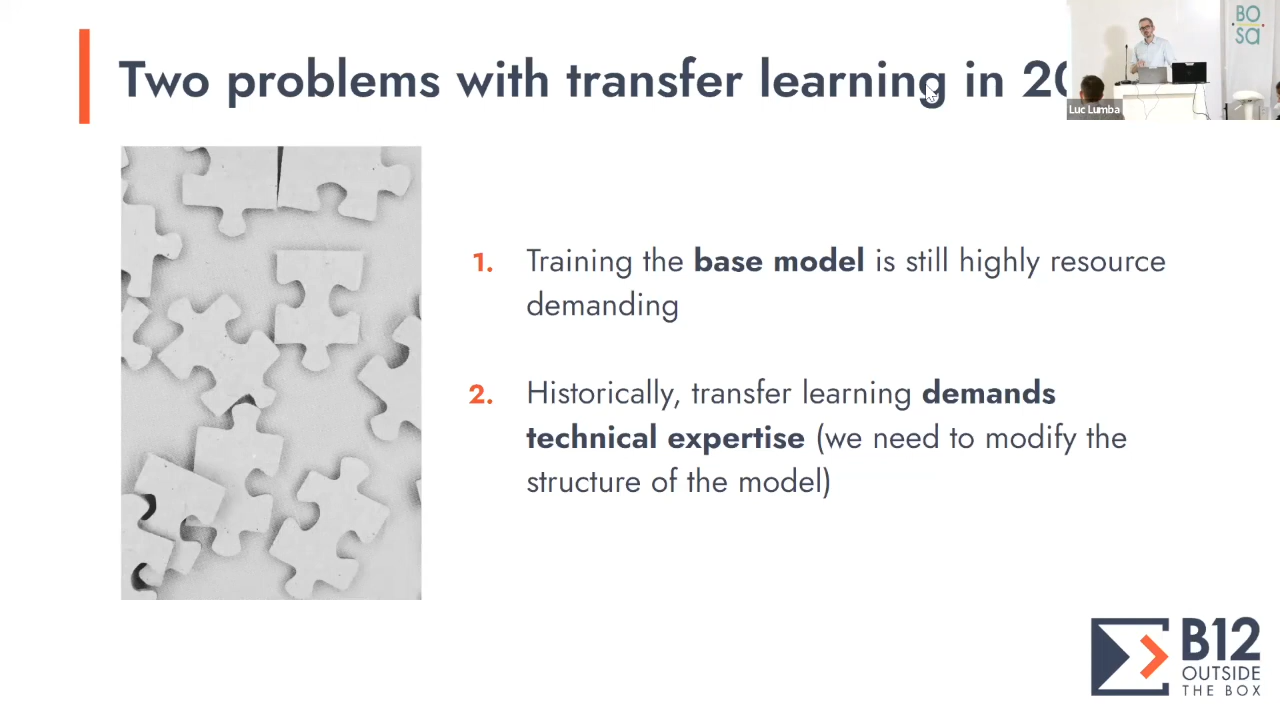 Two problems with transfer learning in 20
BO
sa
Luc Lumba
1. Training the base model is still highly resource
demanding
2. Historically, transfer learning demands
technical expertise (we need to modify the
structure of the model)
B12
OUTSIDE
THE BOX